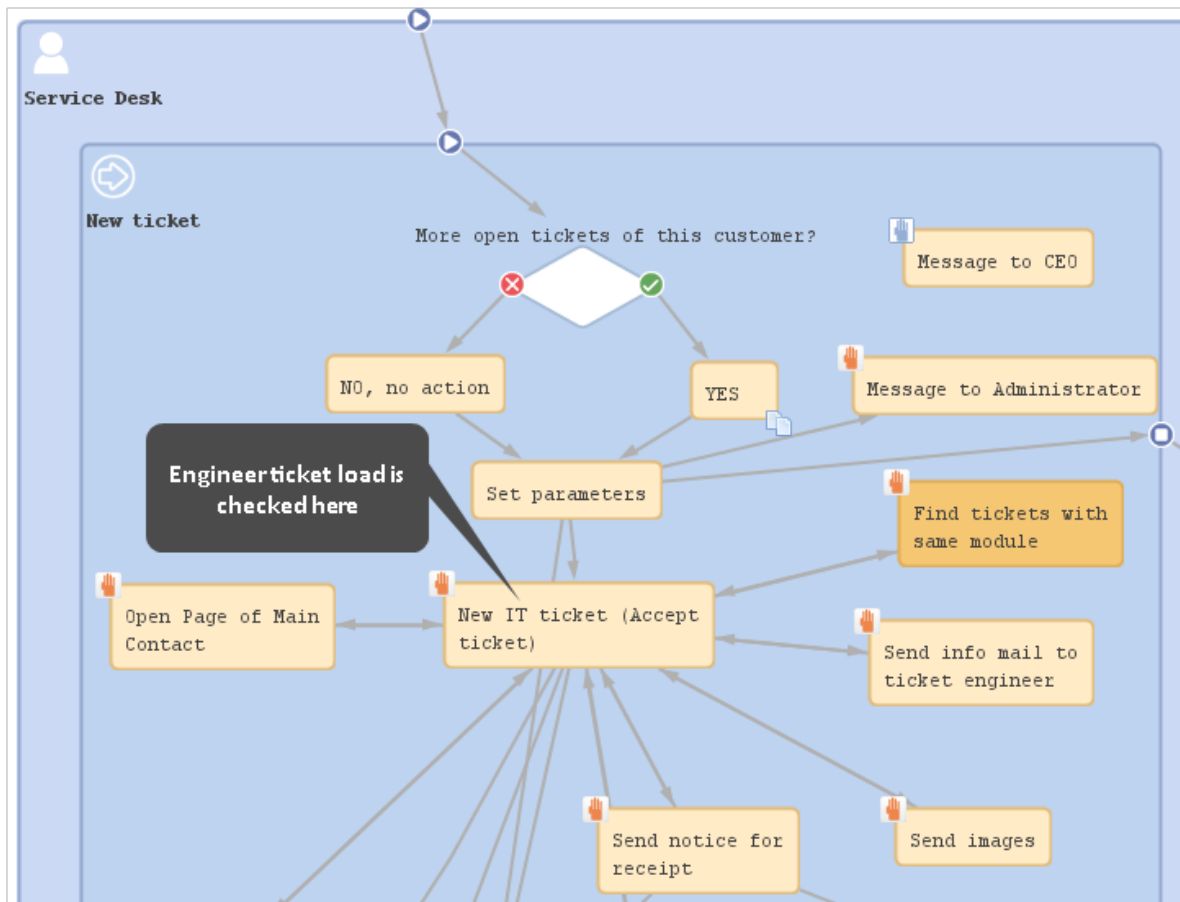 Service Desk
New ticket
More open tickets of this customer?
Message to CEO
NO, no action
YES
Message to Administrator
Engineer ticket load is
checked here
Set parameters
Find tickets with
same module
Open Page of Main
Contact
New IT ticket (Accept
ticket)
Send info mail to
ticket engineer
Send notice for
receipt
Send images